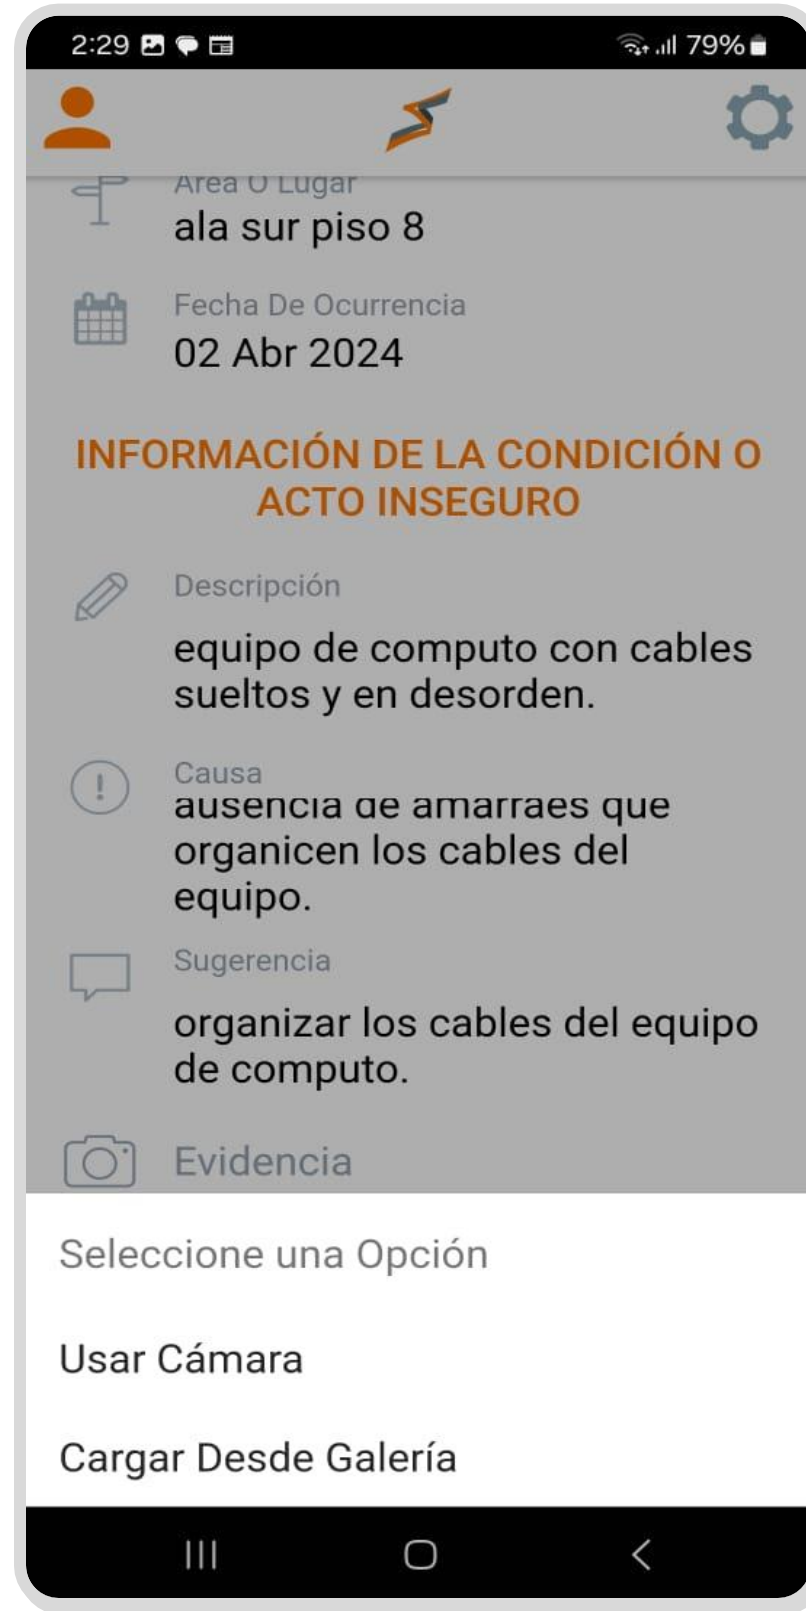 2:29
79%
Área O Lugar
ala sur piso 8
Fecha De Ocurrencia
02 Abr 2024
INFORMACIÓN DE LA CONDICIÓN O
ACTO INSEGURO
Descripción
equipo de computo con cables
sueltos y en desorden.
Causa
ausencia de amarraes que
organicen los cables del
equipo.
Sugerencia
organizar los cables del equipo
de computo.
Evidencia
Seleccione una Opción
Usar Cámara
Cargar Desde Galería